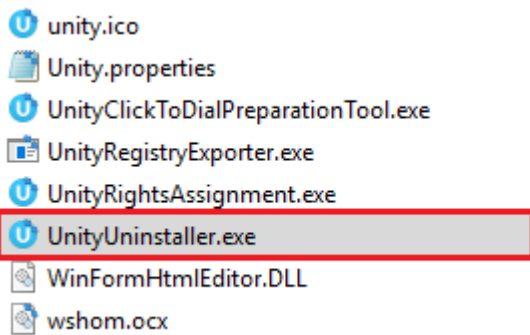 unity.ico
Unity.properties
UnityClickToDialPreparationTool.exe
UnityRegistryExporter.exe
UnityRightsAssignment.exe
UnityUninstaller.exe
WinFormHtmlEditor.DLL
wshom.ocx